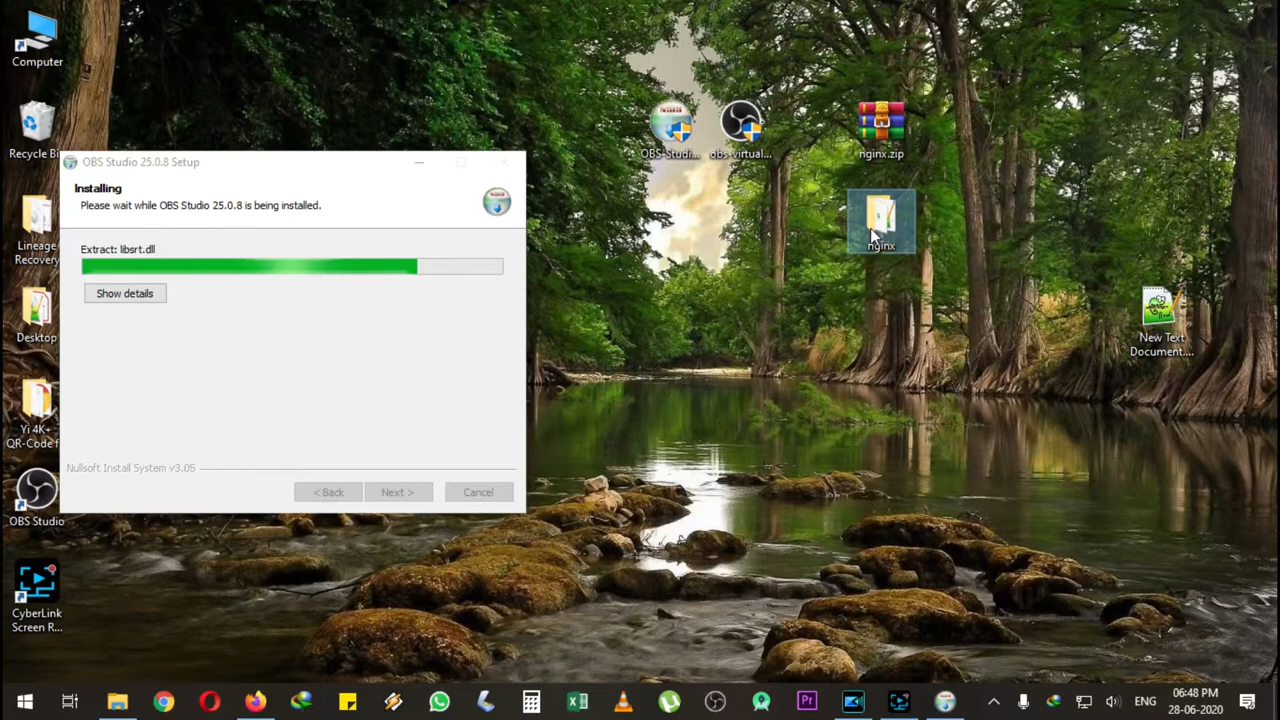 Computer
Recycle Bi
Lineage
Recovery
Desktop
Yi 4K+
QR-Code f
OBS Studio
CyberLink
Screen R...
OBS Studio 25.0.8 Setup
Installing
Please wait while OBS Studio 25.0.8 is being installed.
Extract: libsrt.dll
Show details
Nullsoft Install System v3.05
< Back
Next >
Cancel
OBS-Studi...
obs-virtual...
nginx.zip
nginx
New Text
Document....
Pr
ENG
06:48 PM
28-06-2020